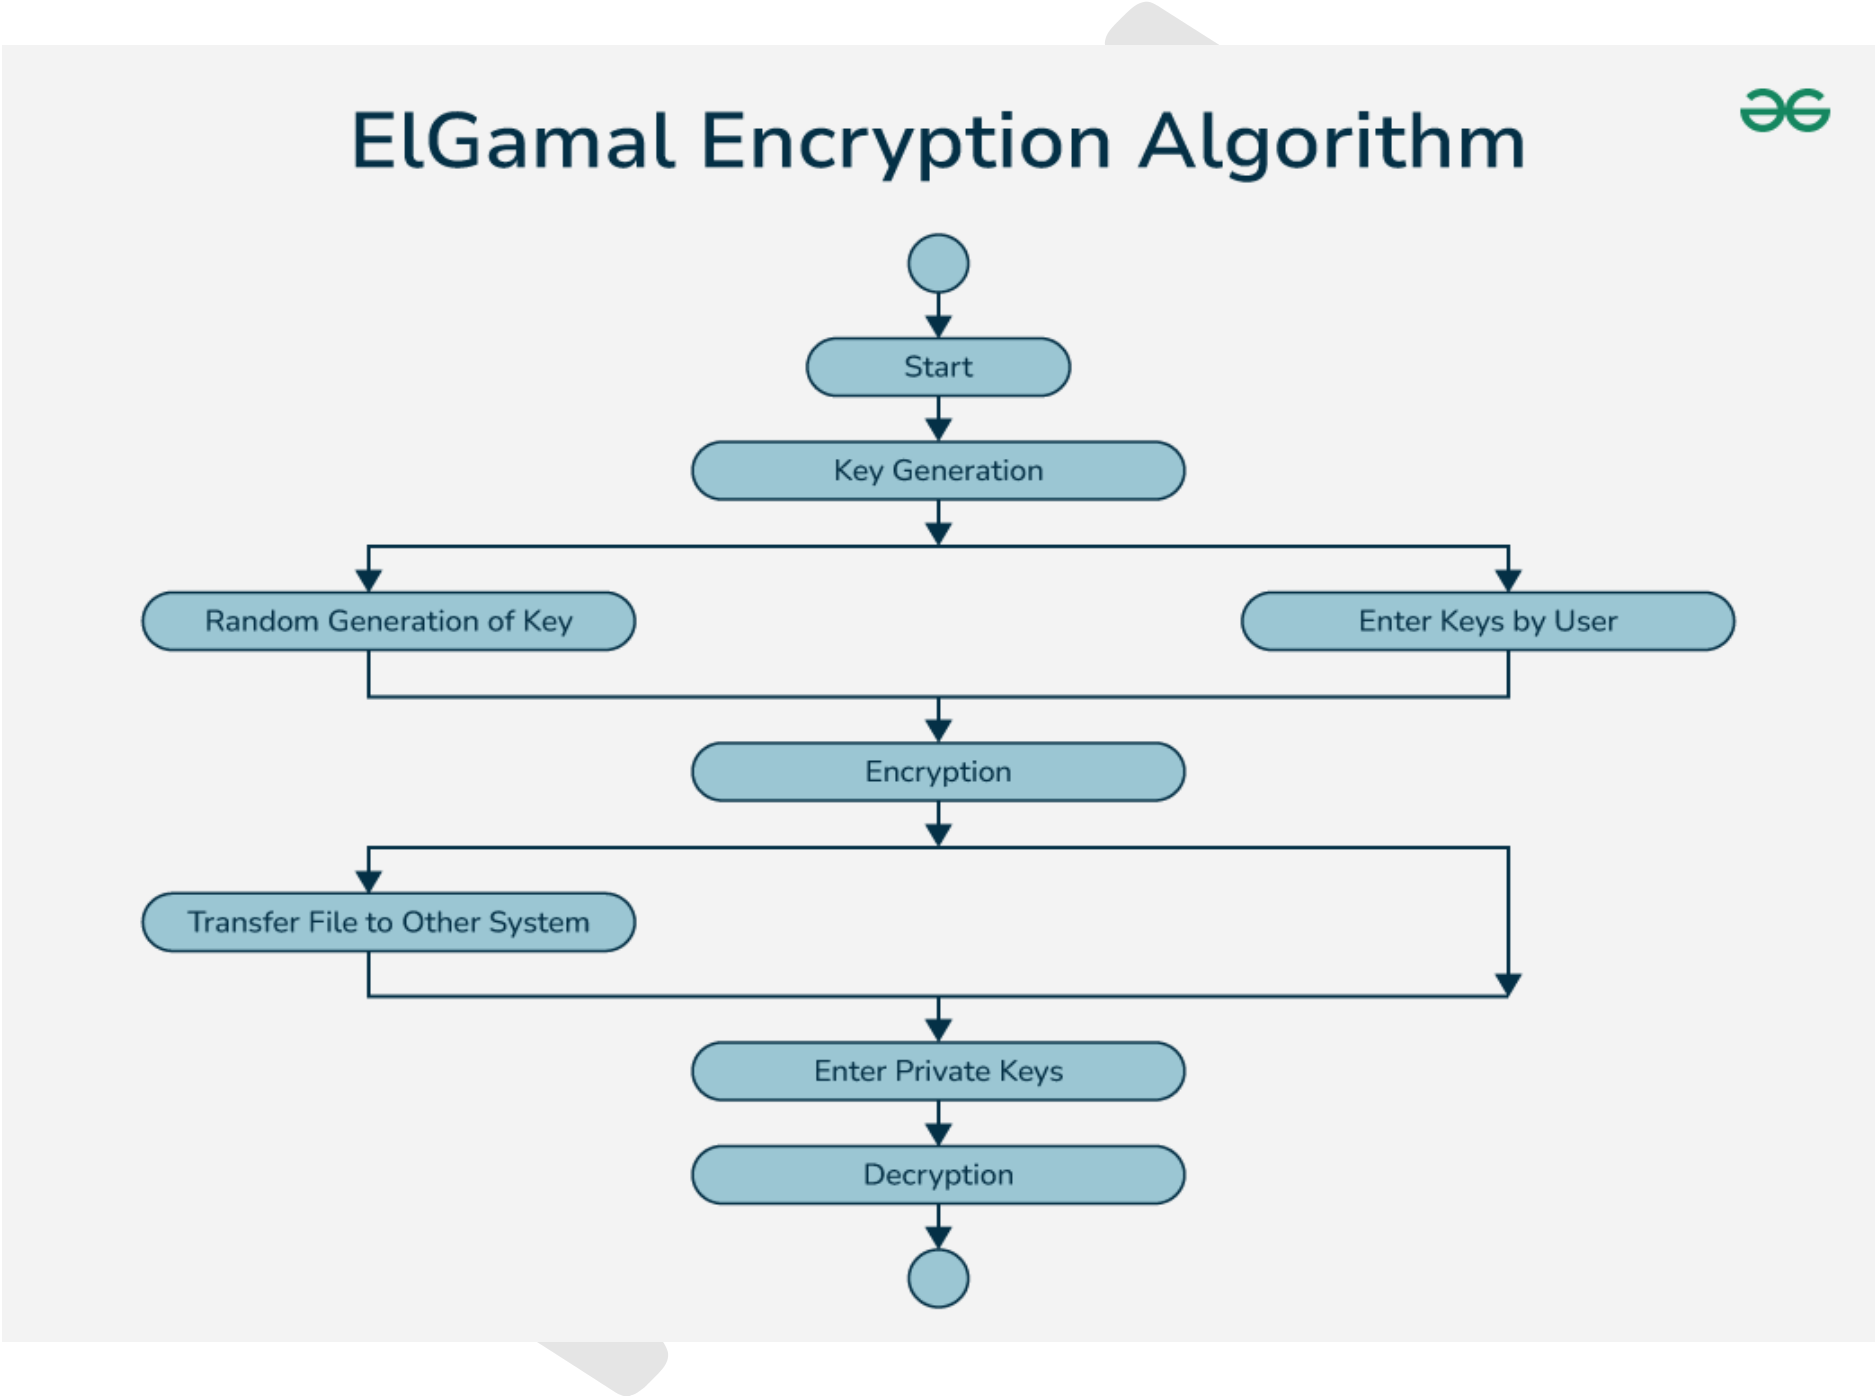 ElGamal Encryption Algorithm
Start
Key Generation
Random Generation of Key
Enter Keys by User
Encryption
Transfer File to Other System
Enter Private Keys
Decryption